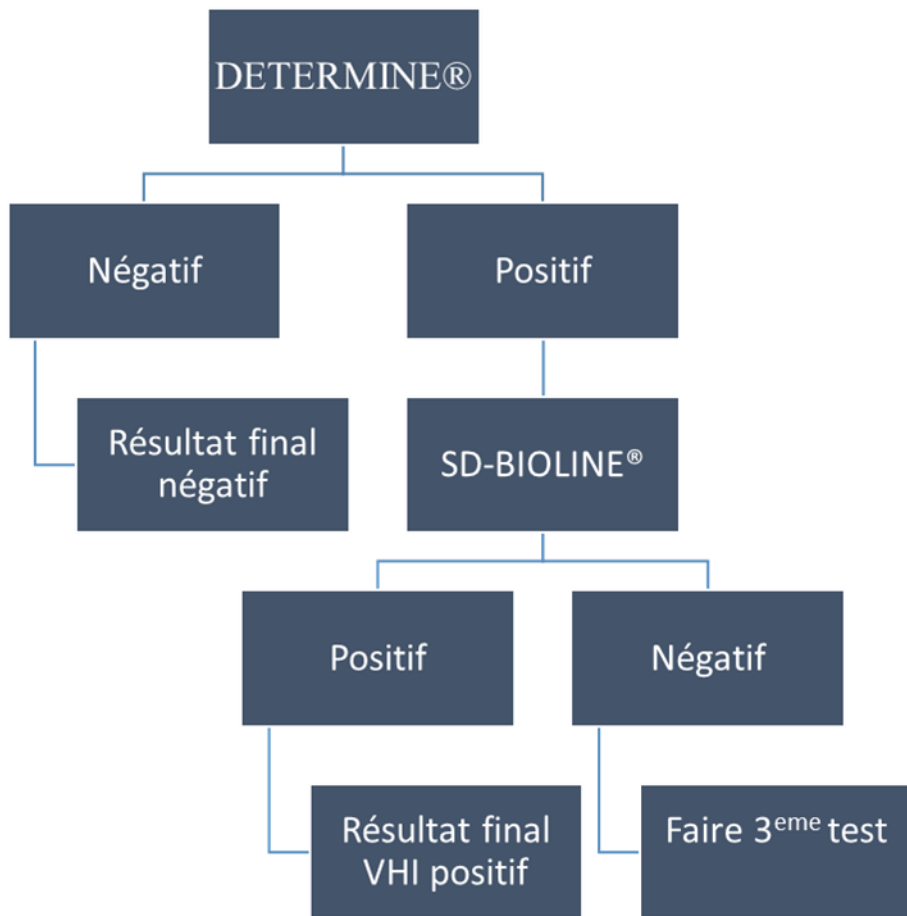 DETERMINE®
Négatif
Positif
Résultat final
négatif
SD-BIOLINE®
Positif
Négatif
Résultat final
VHI positif
Faire 3eme test